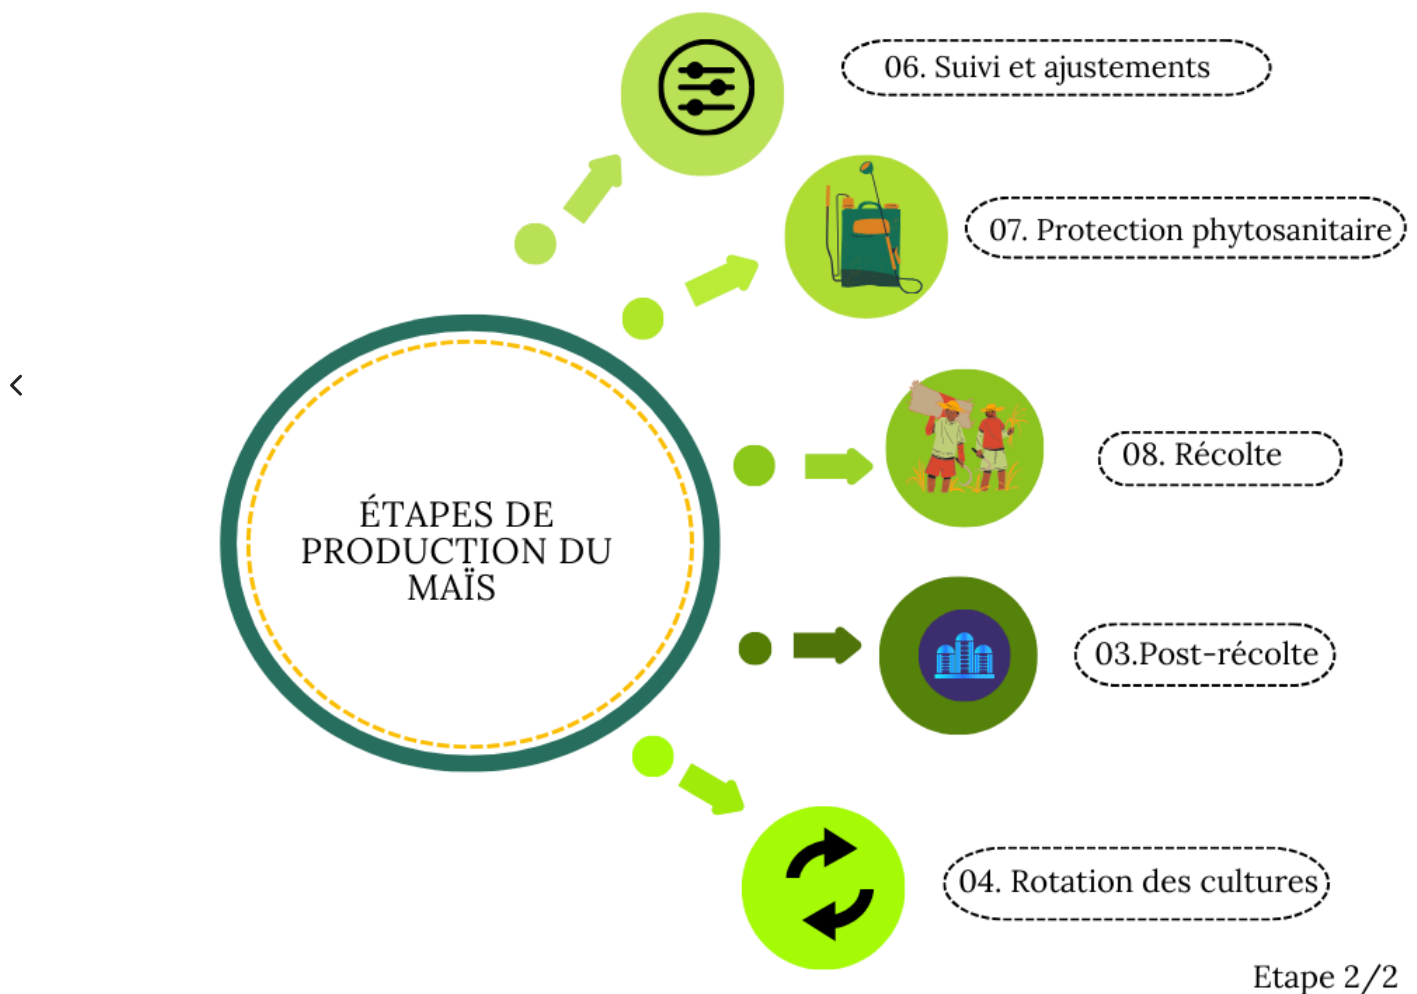 06. Suivi et ajustements
07. Protection phytosanitaire
08. Récolte
ÉTAPES DE
PRODUCTION DU
MAÏS
03.Post-récolte
04. Rotation des cultures
Etape 2/2